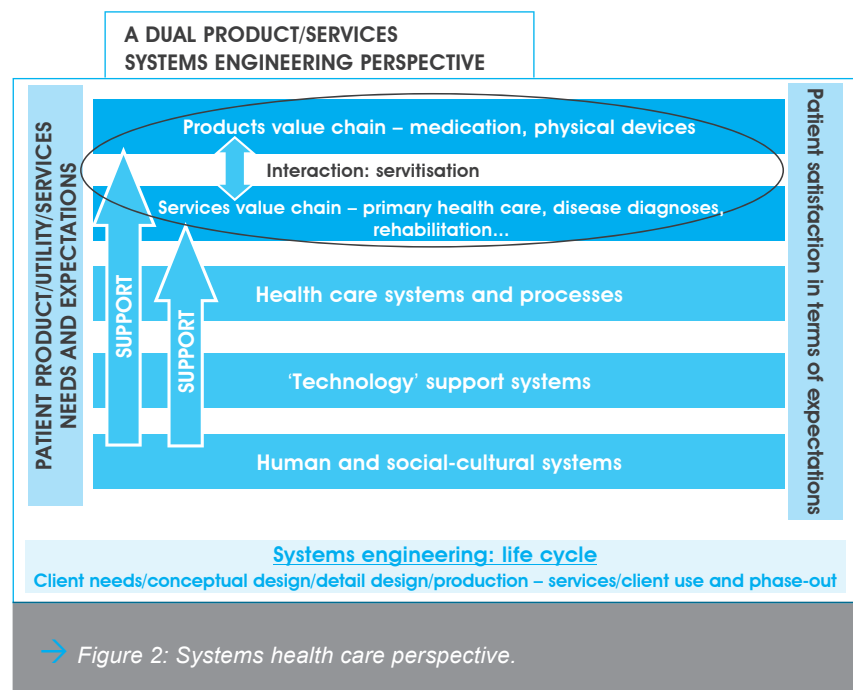 A DUAL PRODUCT/SERVICES
SYSTEMS ENGINEERING PERSPECTIVE
PATIENT PRODUCT/UTILITY/SERVICES
NEEDS AND EXPECTATIONS
Products value chain – medication, physical devices
Interaction: servitisation
Services value chain – primary health care, disease diagnoses,
rehabilitation...
SUPPORT
SUPPORT
Health care systems and processes
'Technology' support systems
Human and social-cultural systems
Patient satisfaction in terms of expectations
Systems engineering: life cycle
Client needs/conceptual design/detail design/production – services/client use and phase-out
→ Figure 2: Systems health care perspective.